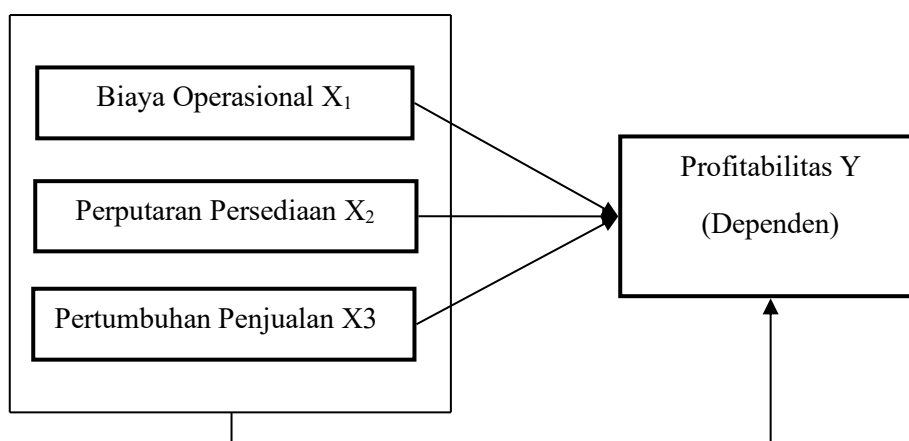 Biaya Operasional X₁
Perputaran Persediaan X₂
Pertumbuhan Penjualan X3
Profitabilitas Y
(Dependen)